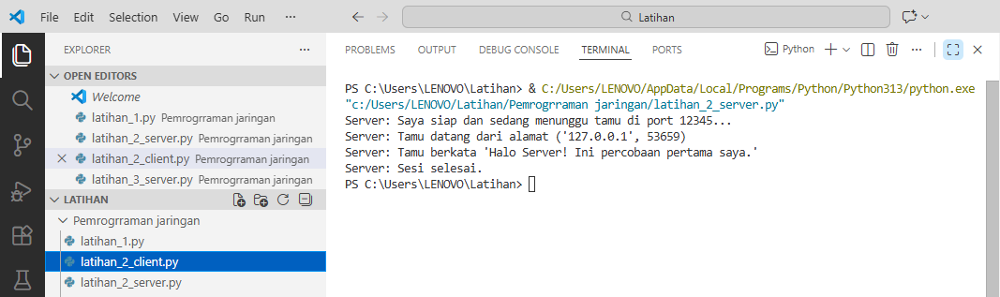 File Edit Selection View Go Run ··· Latihan
EXPLORER ···
OPEN EDITORS
Welcome
latihan_1.py Pemrogrraman jaringan
latihan_2_server.py Pemrogrraman jaringan
latihan_2_client.py Pemrogrraman jaringan
latihan_3_server.py Pemrogrraman jaringan
LATIHAN
Pemrogrraman jaringan
latihan_1.py
latihan_2_client.py
latihan_2_server.py
PROBLEMS OUTPUT DEBUG CONSOLE TERMINAL PORTS Python ···
PS C:\Users\LENOVO\Latihan> & C:/Users/LENOVO/AppData/Local/Programs/Python/Python313/python.exe
"c:/Users/LENOVO/Latihan/Pemrogrraman jaringan/latihan_2_server.py"
Server: Saya siap dan sedang menunggu tamu di port 12345...
Server: Tamu datang dari alamat ('127.0.0.1', 53659)
Server: Tamu berkata 'Halo Server! Ini percobaan pertama saya.'
Server: Sesi selesai.
PS C:\Users\LENOVO\Latihan>